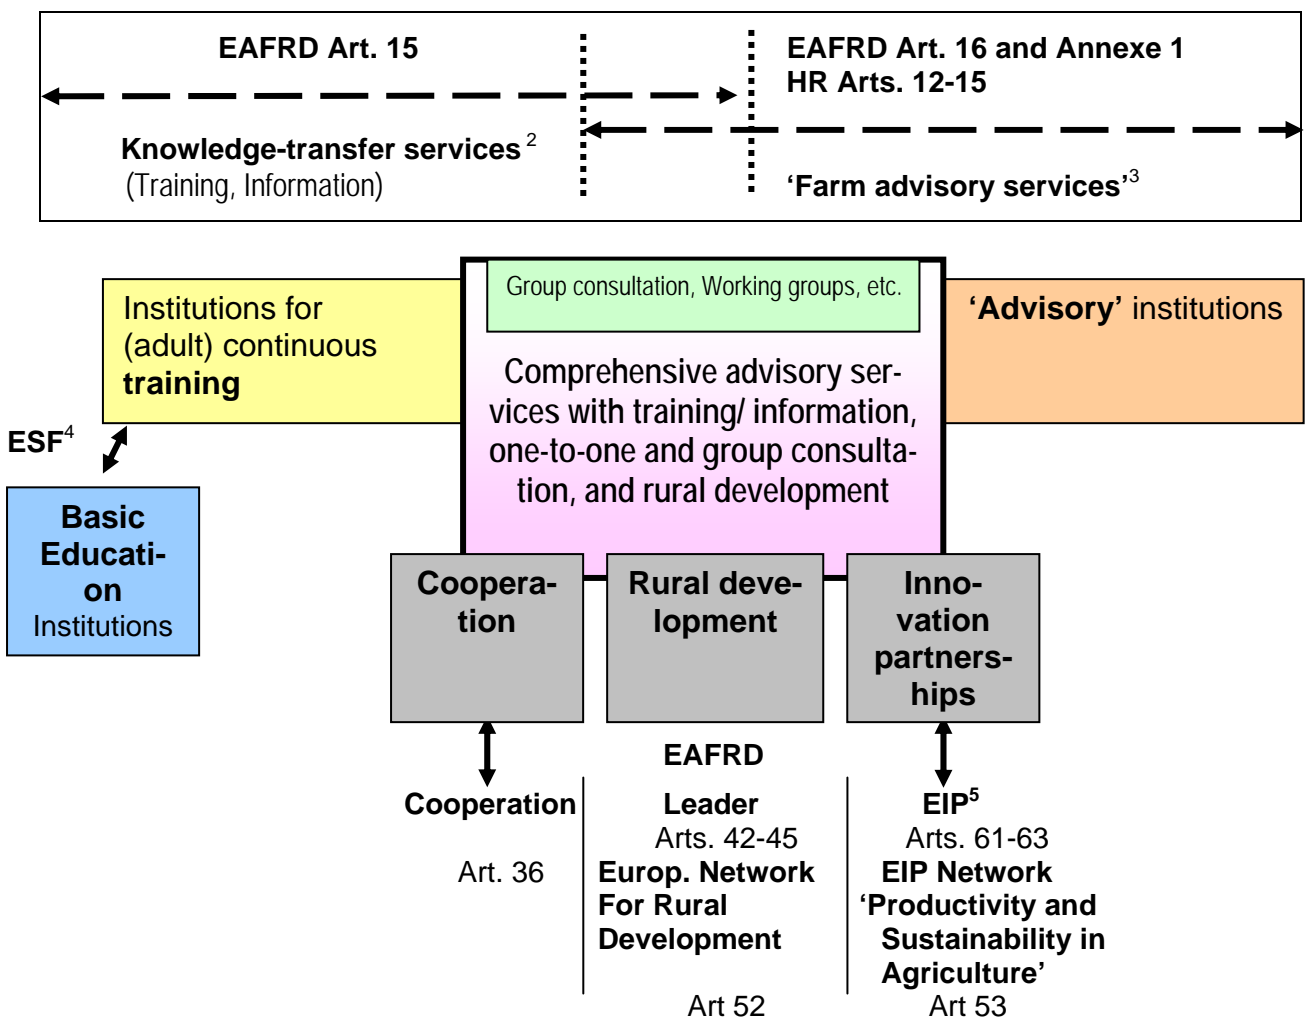 EAFRD Art. 15
EAFRD Art. 16 and Annexe 1
HR Arts. 12-15
Knowledge-transfer services 2
(Training, Information)
‘Farm advisory services’3
Group consultation, Working groups, etc.
Institutions for
(adult) continuous
training
Comprehensive advisory ser-
vices with training/ information,
one-to-one and group consulta-
tion, and rural development
‘Advisory’ institutions
ESF4
Basic
Educati-
on
Institutions
Coopera-
tion
Rural deve-
lopment
Inno-
vation
partners-
hips
EAFRD
Cooperation
Art. 36
Leader
Arts. 42-45
Europ. Network
For Rural
Development
Art 52
EIP5
Arts. 61-63
EIP Network
‘Productivity and
Sustainability in
Agriculture’
Art 53